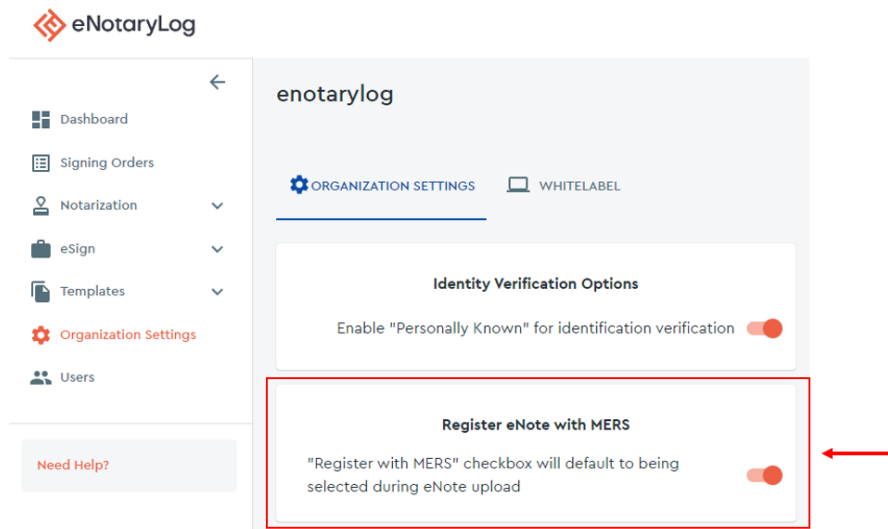 eNotaryLog
Dashboard
Signing Orders
Notarization
eSign
Templates
Organization Settings
Users
Need Help?
enotarylog
ORGANIZATION SETTINGS
WHITELABEL
Identity Verification Options
Enable "Personally Known" for identification verification
Register eNote with MERS
"Register with MERS" checkbox will default to being
selected during eNote upload